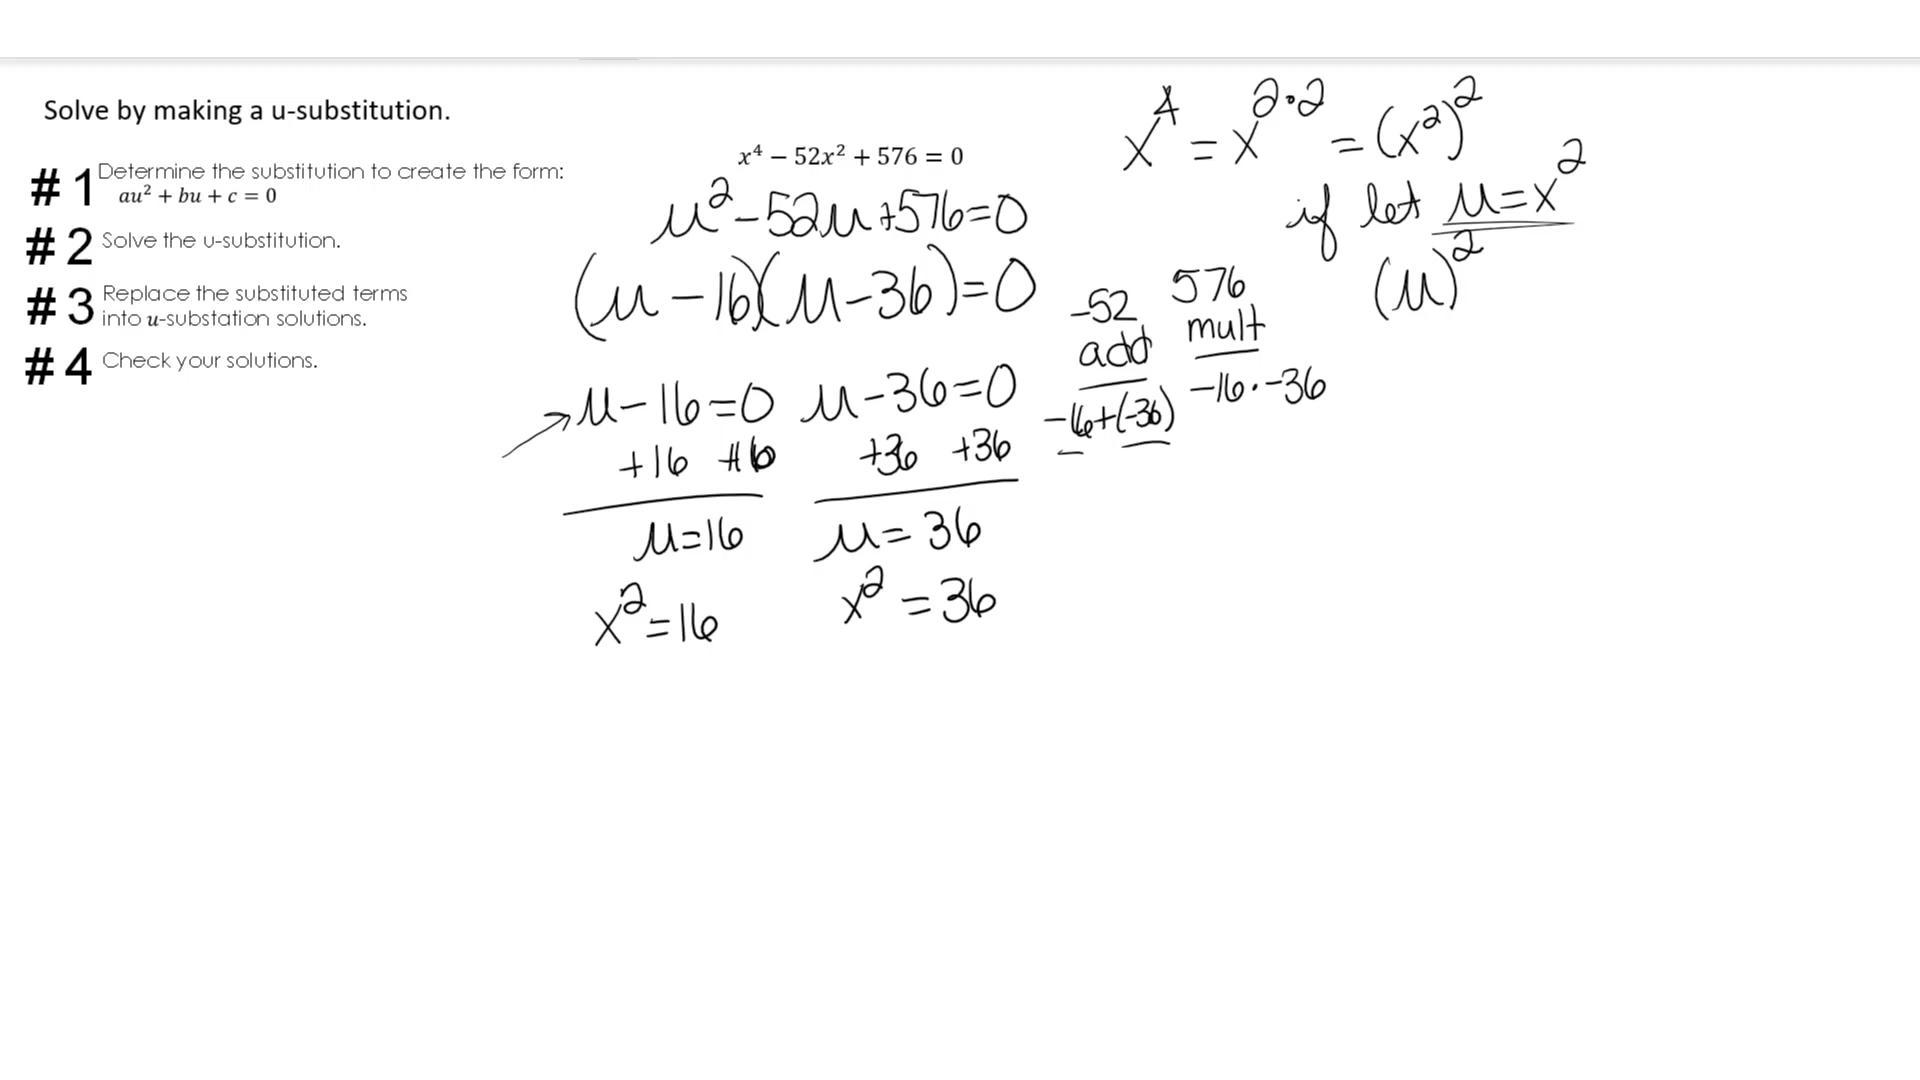 Solve by making a u-substitution.
# 1 Determine the substitution to create the form:
au² + bu + c = 0
# 2 Solve the u-substitution.
# 3 Replace the substituted terms
into u-substation solutions.
# 4 Check your solutions.
x⁴ − 52x² + 576 = 0
u² - 52u + 576 = 0
(u - 16)(u - 36) = 0
u - 16 = 0 u - 36 = 0
+16 +16 +36 +36
u = 16 u = 36
x² = 16 x² = 36
-52 576
add mult
-16+(-36) -16·-36
x⁴ = x²·² = (x²)²
if let u = x²
(u)²